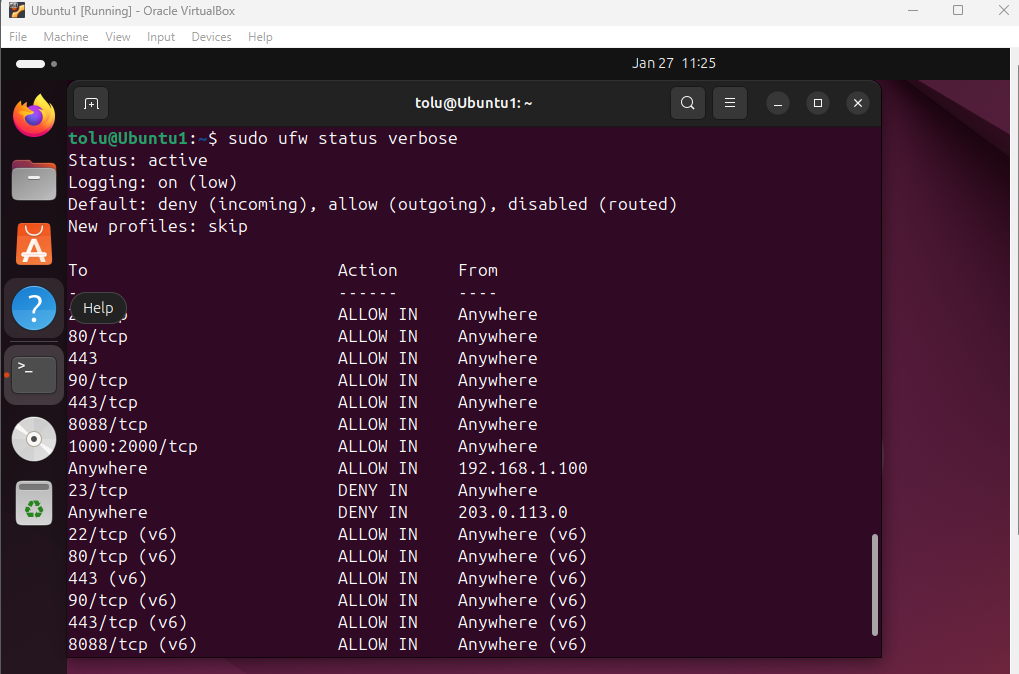 Ubuntu1 [Running] - Oracle VirtualBox
File Machine View Input Devices Help
Jan 27 11:25
tolu@Ubuntu1: ~
tolu@Ubuntu1:~$ sudo ufw status verbose
Status: active
Logging: on (low)
Default: deny (incoming), allow (outgoing), disabled (routed)
New profiles: skip
To Action From
- ------ ----
Help
ALLOW IN Anywhere
80/tcp ALLOW IN Anywhere
443 ALLOW IN Anywhere
90/tcp ALLOW IN Anywhere
443/tcp ALLOW IN Anywhere
8088/tcp ALLOW IN Anywhere
1000:2000/tcp ALLOW IN Anywhere
Anywhere ALLOW IN 192.168.1.100
23/tcp DENY IN Anywhere
Anywhere DENY IN 203.0.113.0
22/tcp (v6) ALLOW IN Anywhere (v6)
80/tcp (v6) ALLOW IN Anywhere (v6)
443 (v6) ALLOW IN Anywhere (v6)
90/tcp (v6) ALLOW IN Anywhere (v6)
443/tcp (v6) ALLOW IN Anywhere (v6)
8088/tcp (v6) ALLOW IN Anywhere (v6)